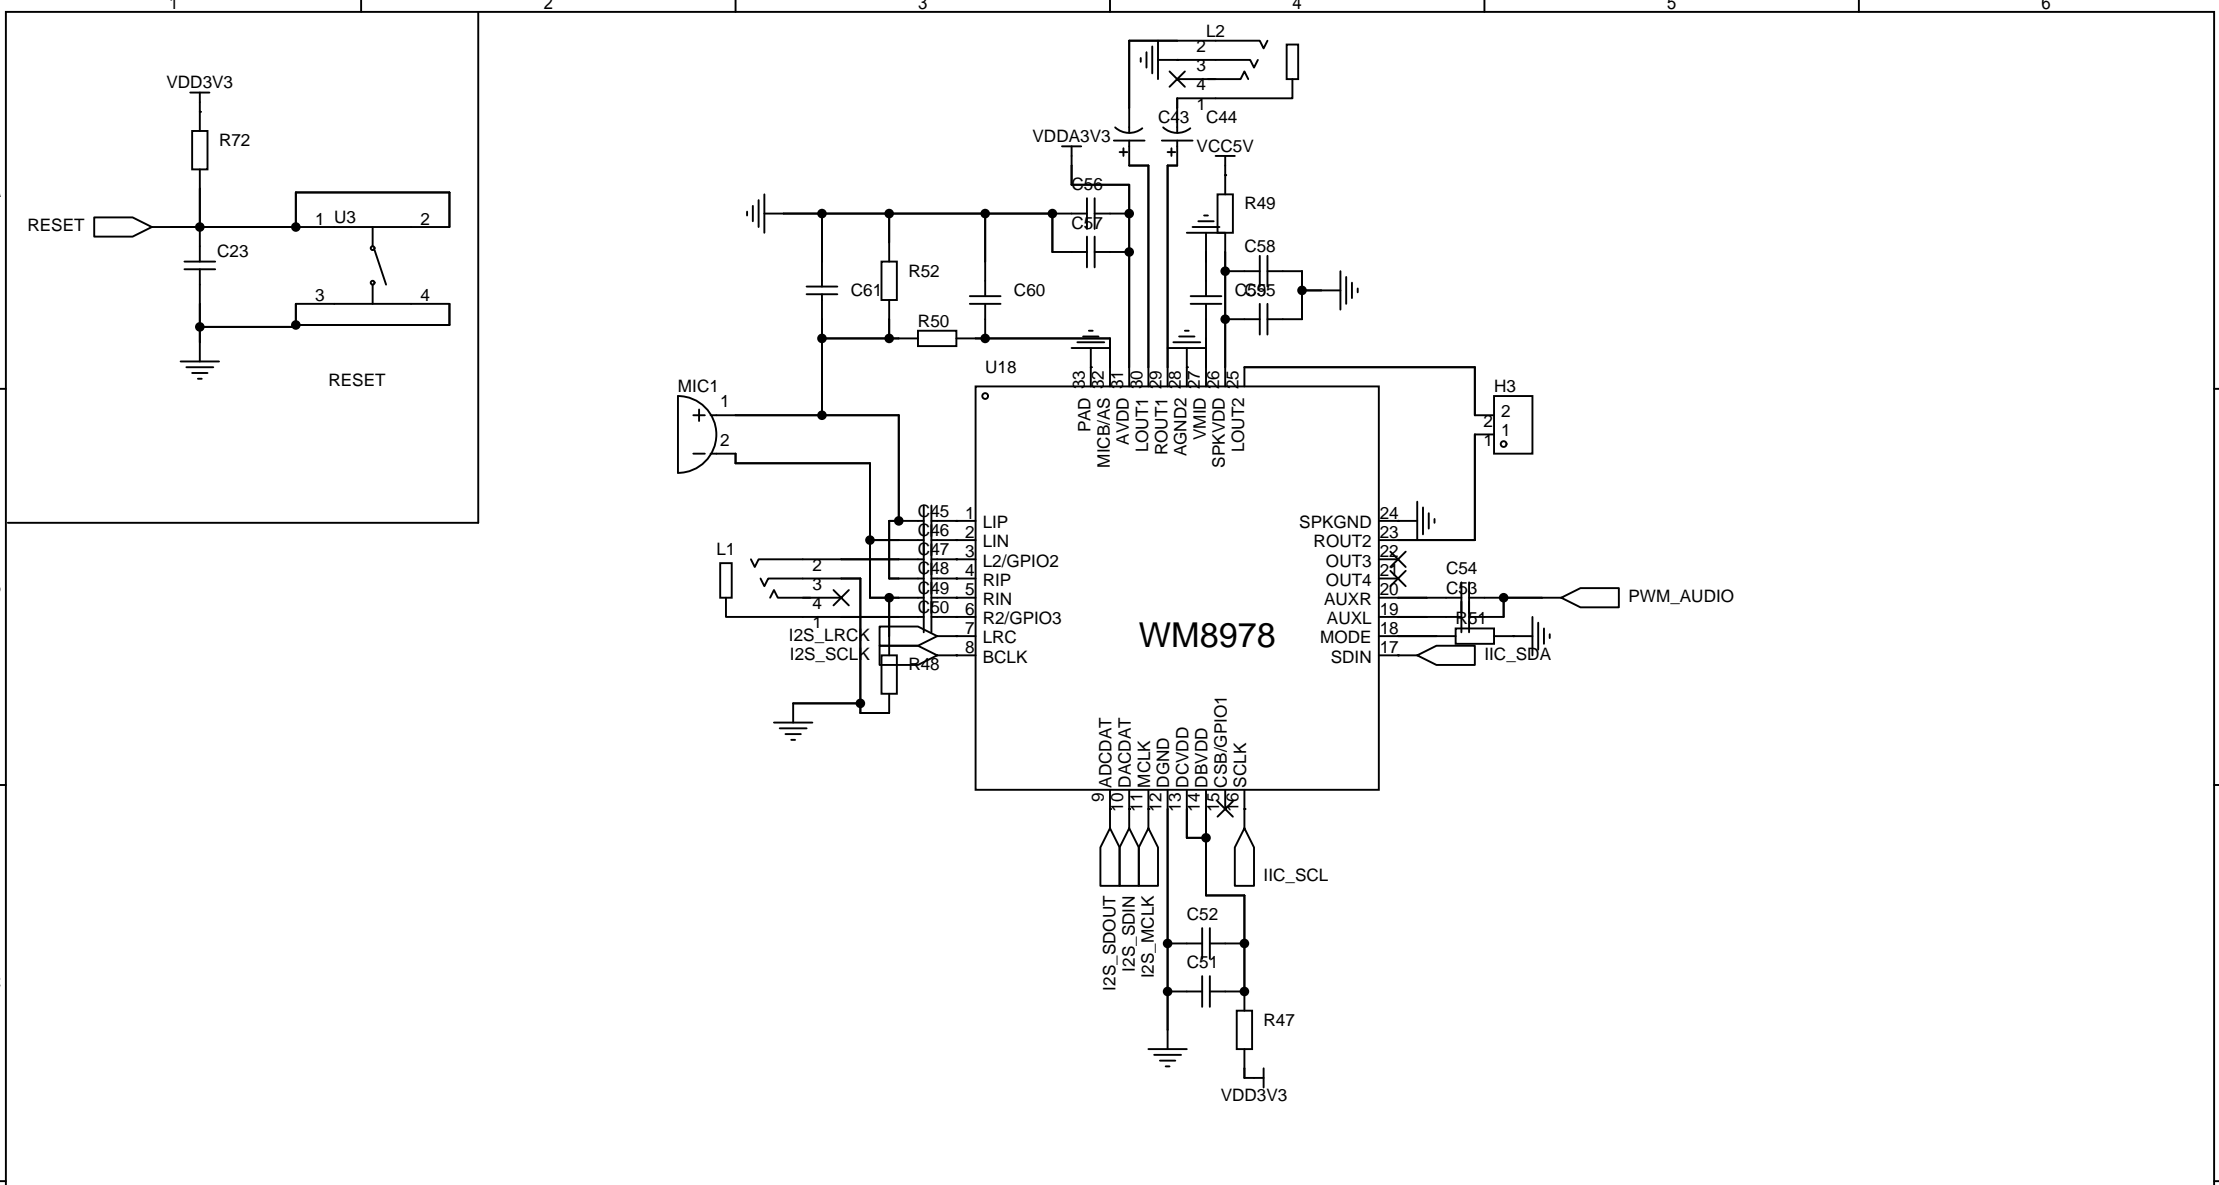 1 2 3 4 5 6
VDD3V3
R72
RESET
1 U3 2
C23
3 4
RESET
L2
2
3
4
1
C43 C44
VDDA3V3
+ +
VCC5V
C56
C57
R49
C58
R52
C61
C60
R50
U18
33 32 31 30 29 28 27 26 25
PAD
MICB/AS
AVDD
LOUT1
ROUT1
AGND2
VMID
SPKVDD
LOUT2
MIC1
1
+
2
−
H3
2
2
1
1
C45 1 LIP
C46 2 LIN
C47 3 L2/GPIO2
C48 4 RIP
C49 5 RIN
C50 6 R2/GPIO3
I2S_LRCK 7 LRC
I2S_SCLK 8 BCLK
L1
2
3
4
1
R48
WM8978
SPKGND 24
ROUT2 23
OUT3 22
OUT4 21
AUXR 20
AUXL 19
MODE 18
SDIN 17
C54
C53
PWM_AUDIO
R51
IIC_SDA
ADCDAT
DACDAT
MCLK
DGND
DCVDD
DBVDD
CSB/GPIO1
SCLK
9 10 11 12 13 14 15 16
I2S_SDOUT
I2S_SDIN
I2S_MCLK
IIC_SCL
C52
C51
R47
VDD3V3